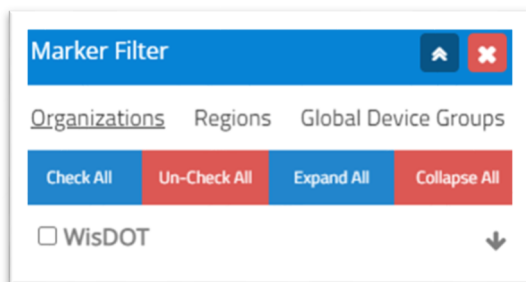 Marker Filter
Organizations Regions Global Device Groups
Check All Un-Check All Expand All Collapse All
WisDOT